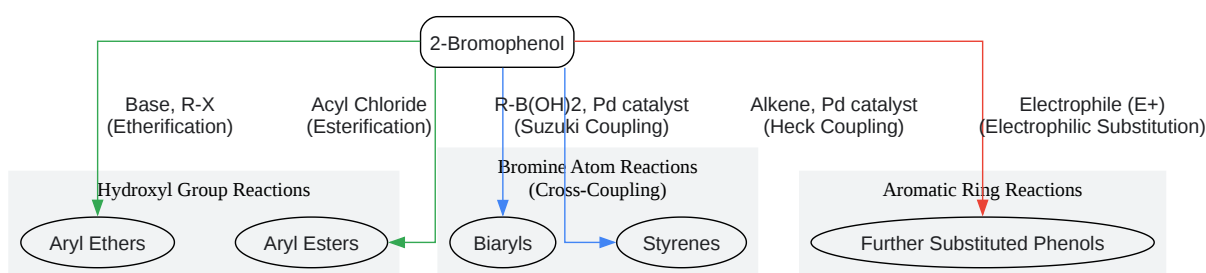 2-Bromophenol
Base, R-X
(Etherification)
Acyl Chloride
(Esterification)
R-B(OH)2, Pd catalyst
(Suzuki Coupling)
Alkene, Pd catalyst
(Heck Coupling)
Electrophile (E+)
(Electrophilic Substitution)
Hydroxyl Group Reactions
Bromine Atom Reactions
(Cross-Coupling)
Aromatic Ring Reactions
Aryl Ethers
Aryl Esters
Biaryls
Styrenes
Further Substituted Phenols